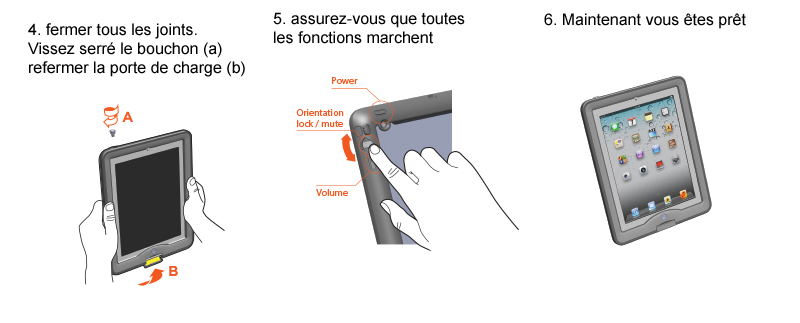 4. fermer tous les joints.
Vissez serré le bouchon (a)
refermer la porte de charge (b)
A
B
5. assurez-vous que toutes
les fonctions marchent
Power
Orientation
lock / mute
Volume
6. Maintenant vous êtes prêt